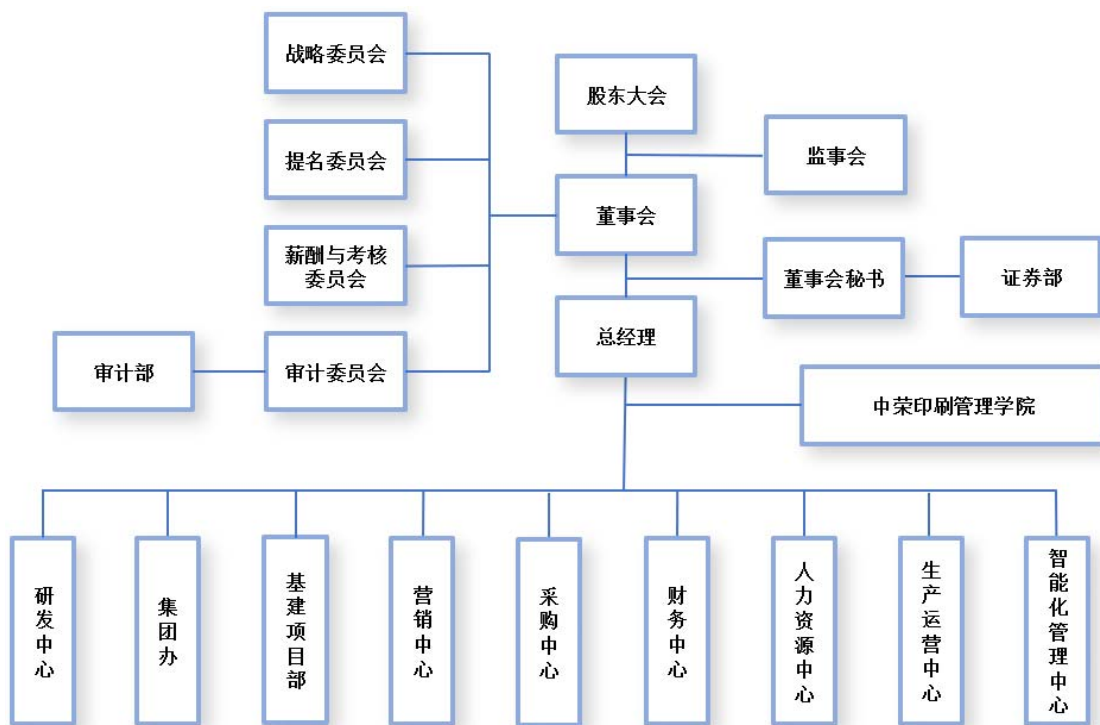 战略委员会
股东大会
提名委员会
监事会
董事会
薪酬与考核
委员会
董事会秘书
证券部
总经理
审计部
审计委员会
中荣印刷管理学院
研发中心
集团办
基建项目部
营销中心
采购中心
财务中心
人力资源中心
生产运营中心
智能化管理中心